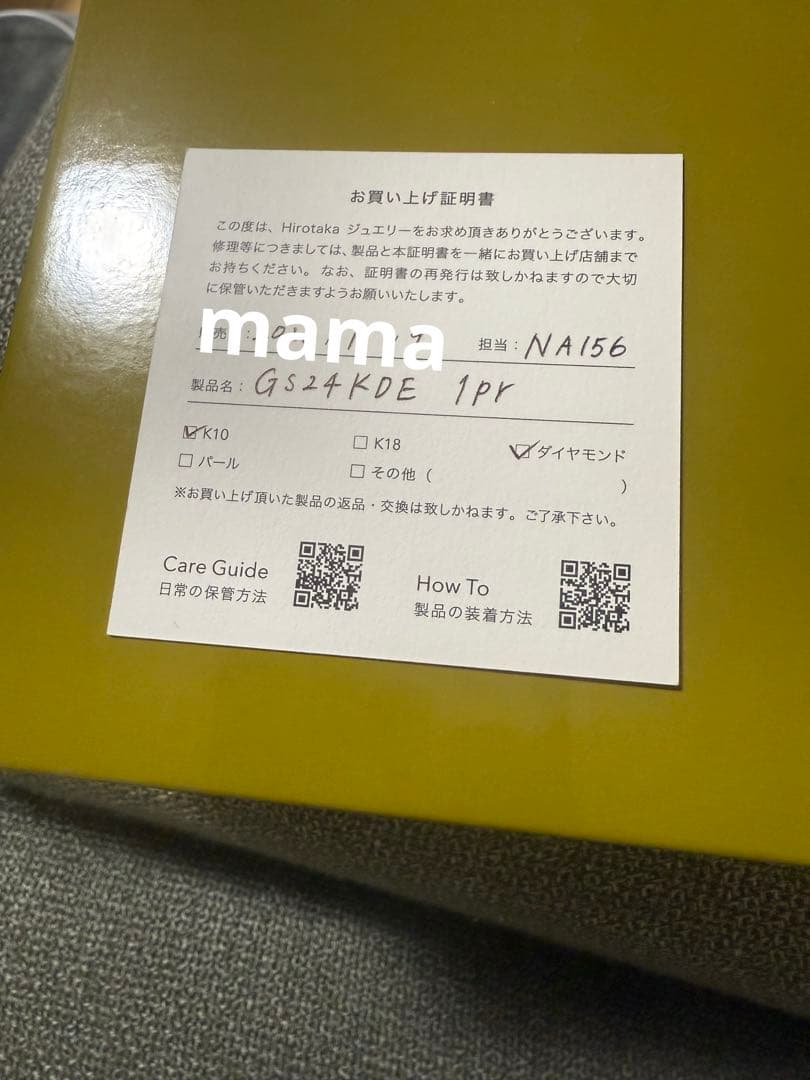 お買い上げ証明書
この度は、Hirotaka ジュエリーをお求め頂きありがとうございます。
修理等につきましては、製品と本証明書を一緒にお買い上げ店舗まで
お持ちください。なお、証明書の再発行は致しかねますので大切
に保管いただきますようお願いいたします。
mama
担当：NA156
製品名：GS24KDE 1pr
☑K10 □K18 ☑ダイヤモンド
□パール □その他（ ）
※お買い上げ頂いた製品の返品・交換は致しかねます。ご了承下さい。
Care Guide
日常の保管方法
How To
製品の装着方法